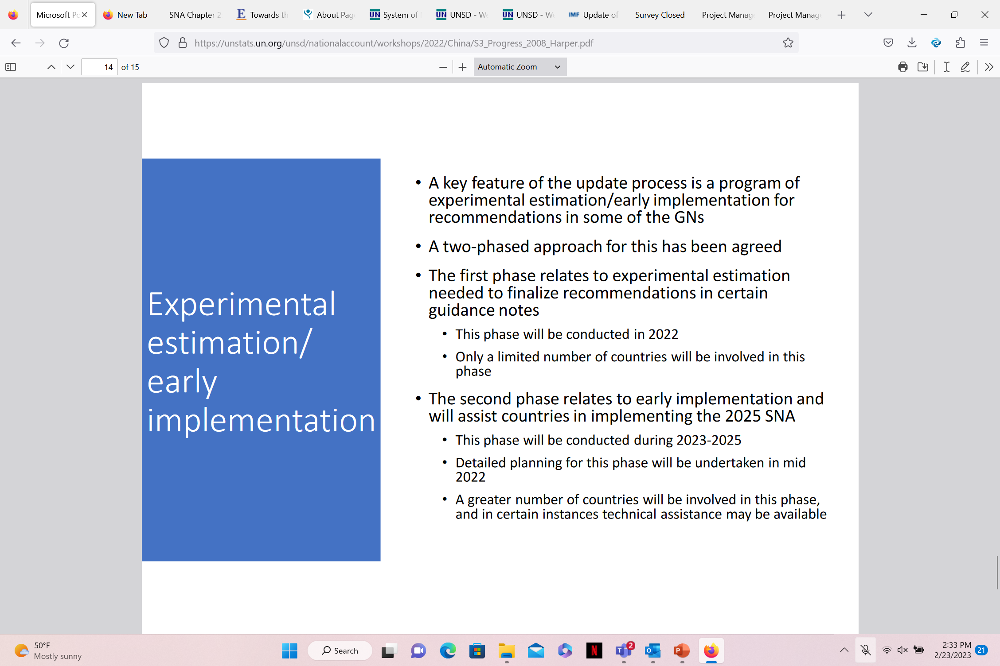 Microsoft Po
New Tab
SNA Chapter 2
E Towards th
About Pag
UN System of
UN UNSD - We
UN UNSD - We
IMF Update of
Survey Closed
Project Manag
Project Manag
https://unstats.un.org/unsd/nationalaccount/workshops/2022/China/S3_Progress_2008_Harper.pdf
14 of 15
Automatic Zoom
Experimental
estimation/
early
implementation
• A key feature of the update process is a program of
experimental estimation/early implementation for
recommendations in some of the GNs
• A two-phased approach for this has been agreed
• The first phase relates to experimental estimation
needed to finalize recommendations in certain
guidance notes
• This phase will be conducted in 2022
• Only a limited number of countries will be involved in this
phase
• The second phase relates to early implementation and
will assist countries in implementing the 2025 SNA
• This phase will be conducted during 2023-2025
• Detailed planning for this phase will be undertaken in mid
2022
• A greater number of countries will be involved in this phase,
and in certain instances technical assistance may be available
50°F
Mostly sunny
Search
N
T 2
O
P
2:33 PM
2/23/2023
21